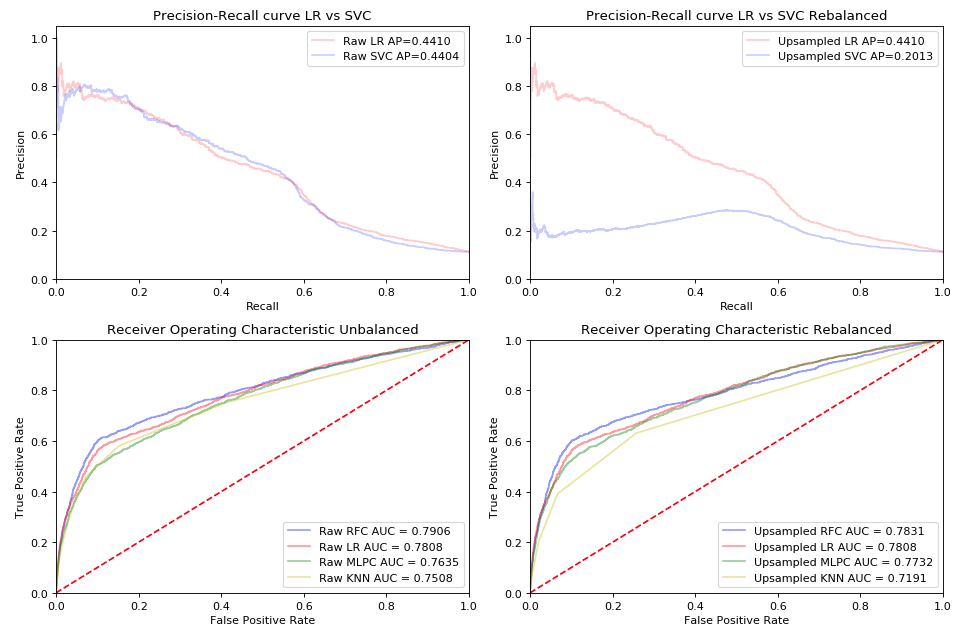 Precision-Recall curve LR vs SVC
1.0
0.8
0.6
0.4
0.2
0.0
Precision
Raw LR AP=0.4410
Raw SVC AP=0.4404
0.0 0.2 0.4 0.6 0.8 1.0
Recall
Precision-Recall curve LR vs SVC Rebalanced
1.0
0.8
0.6
0.4
0.2
0.0
Precision
Upsampled LR AP=0.4410
Upsampled SVC AP=0.2013
0.0 0.2 0.4 0.6 0.8 1.0
Recall
Receiver Operating Characteristic Unbalanced
1.0
0.8
0.6
0.4
0.2
0.0
True Positive Rate
Raw RFC AUC = 0.7906
Raw LR AUC = 0.7808
Raw MLPC AUC = 0.7635
Raw KNN AUC = 0.7508
0.0 0.2 0.4 0.6 0.8 1.0
False Positive Rate
Receiver Operating Characteristic Rebalanced
1.0
0.8
0.6
0.4
0.2
0.0
True Positive Rate
Upsampled RFC AUC = 0.7831
Upsampled LR AUC = 0.7808
Upsampled MLPC AUC = 0.7732
Upsampled KNN AUC = 0.7191
0.0 0.2 0.4 0.6 0.8 1.0
False Positive Rate